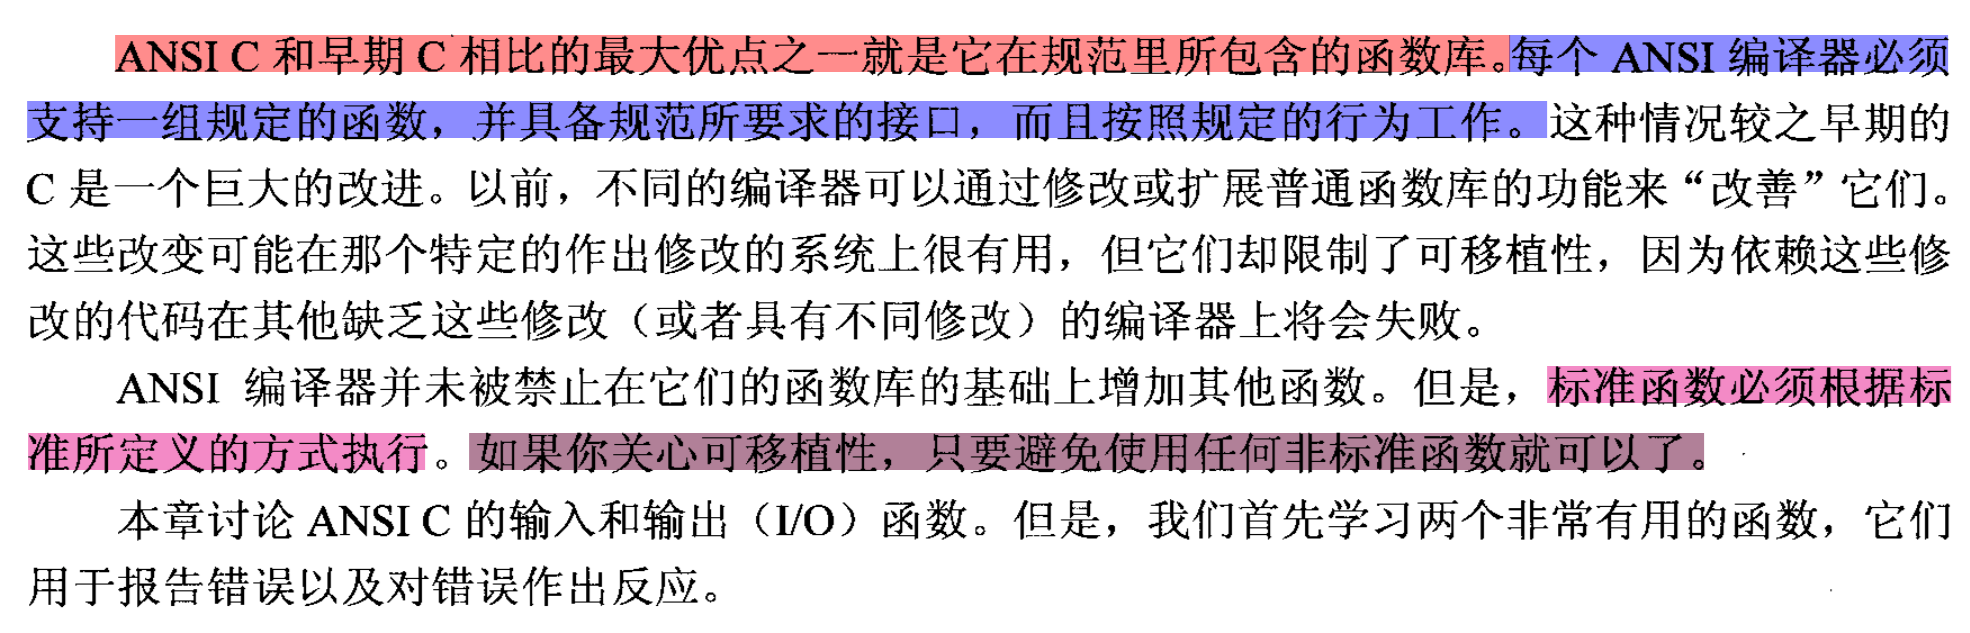 ANSI C 和早期 C 相比的最大优点之一就是它在规范里所包含的函数库。每个 ANSI 编译器必须
支持一组规定的函数，并具备规范所要求的接口，而且按照规定的行为工作。这种情况较之早期的
C 是一个巨大的改进。以前，不同的编译器可以通过修改或扩展普通函数库的功能来“改善”它们。
这些改变可能在那个特定的作出修改的系统上很有用，但它们却限制了可移植性，因为依赖这些修
改的代码在其他缺乏这些修改（或者具有不同修改）的编译器上将会失败。
ANSI 编译器并未被禁止在它们的函数库的基础上增加其他函数。但是，标准函数必须根据标
准所定义的方式执行。如果你关心可移植性，只要避免使用任何非标准函数就可以了。
本章讨论 ANSI C 的输入和输出（I/O）函数。但是，我们首先学习两个非常有用的函数，它们
用于报告错误以及对错误作出反应。